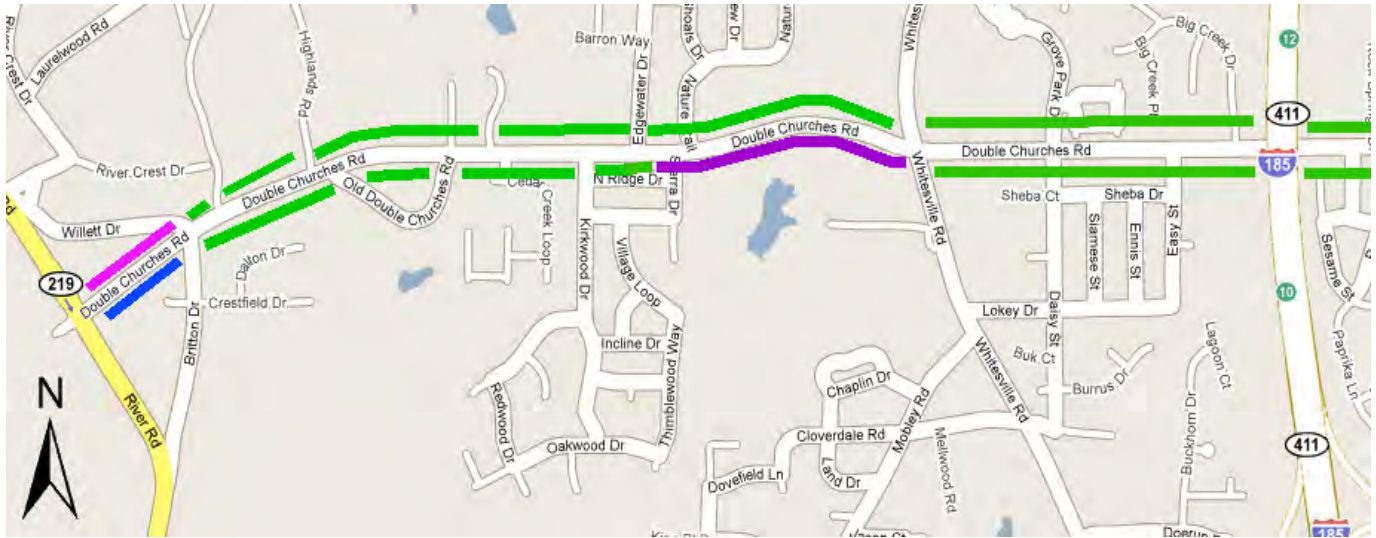 River Crest Dr
Laurelwood Rd
Highlands Rd
Barron Way
Edgewater Dr
Shoals Dr
Nature Trail
Grove Park D
Big Creek Pl
Big Creek Dr
12
411
River Crest Dr
Double Churches Rd
Old Double Churches Rd
Cedar Creek Loop
N Ridge Dr
Sierra Dr
Double Churches Rd
Whitesville Rd
Double Churches Rd
185
Willett Dr
Double Churches Rd
219
Dalton Dr
Crestfield Dr
Britton Dr
River Rd
Kirkwood Dr
Village Loop
Incline Dr
Thimblewood Way
Redwood Dr
Oakwood Dr
Sheba Ct
Sheba Dr
Siamese St
Ennis St
Easy St
Lokey Dr
Daisy St
Buk Ct
Burrus Dr
Lagoon Ct
Buckhorn Dr
10
Sesame St
Paprika Ln
411
Whitesville Rd
Chaplin Dr
Mobley Rd
Cloverdale Rd
Land Dr
Dovefield Ln
Mellwood Rd
185
N